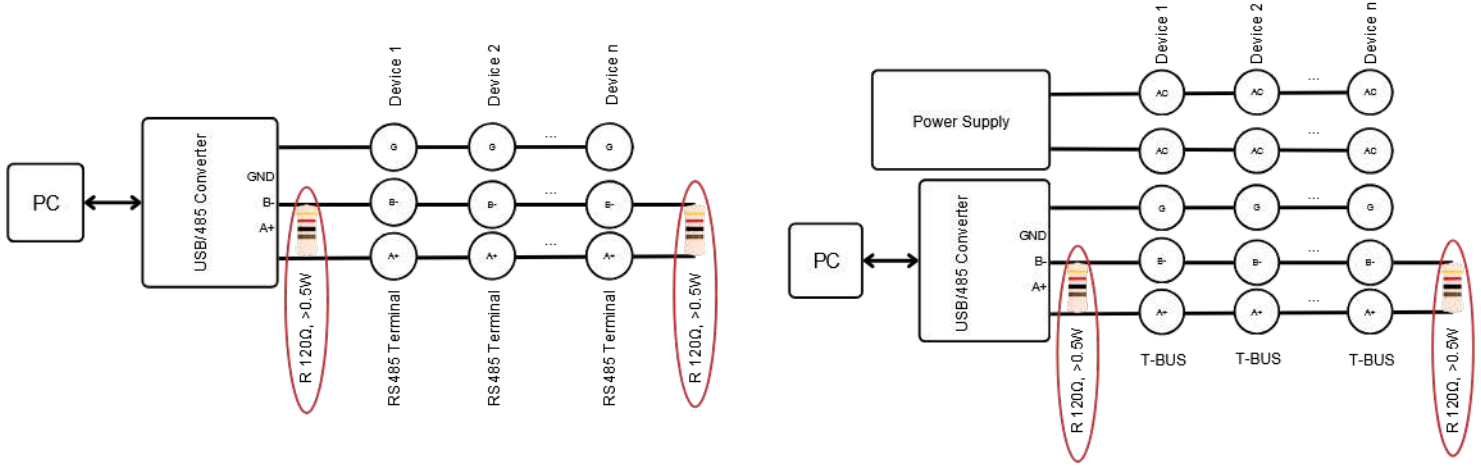 Device 1
Device 2
Device n
G
G
...
G
PC
USB/485 Converter
GND
B-
A+
B-
B-
...
B-
A+
A+
...
A+
R 120Ω, >0.5W
RS485 Terminal
RS485 Terminal
RS485 Terminal
R 120Ω, >0.5W
Device 1
Device 2
Device n
Power Supply
AC
AC
...
AC
AC
AC
...
AC
PC
USB/485 Converter
GND
B-
A+
G
G
...
G
B-
B-
...
B-
A+
A+
...
A+
R 120Ω, >0.5W
T-BUS
T-BUS
T-BUS
R 120Ω, >0.5W